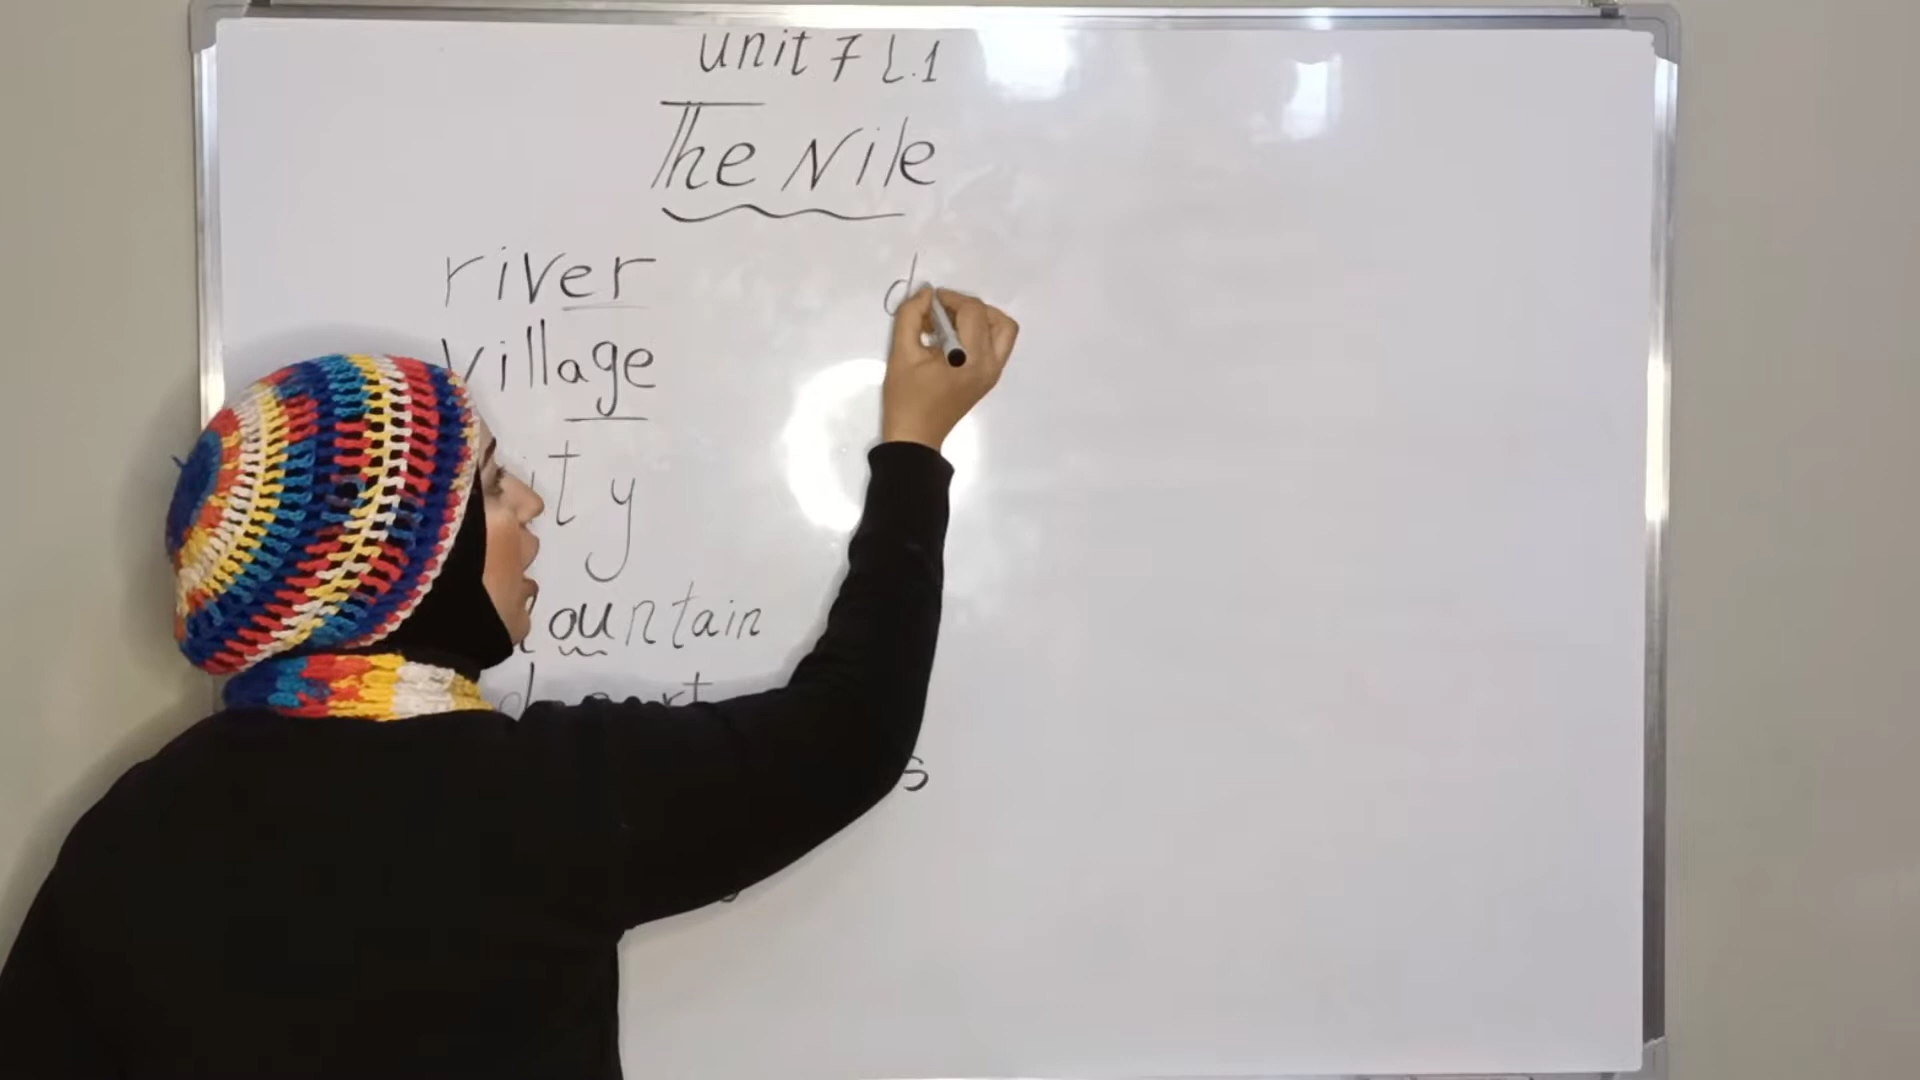 unit 7 L.1
The Nile
river
village
ity
ountain
d
s